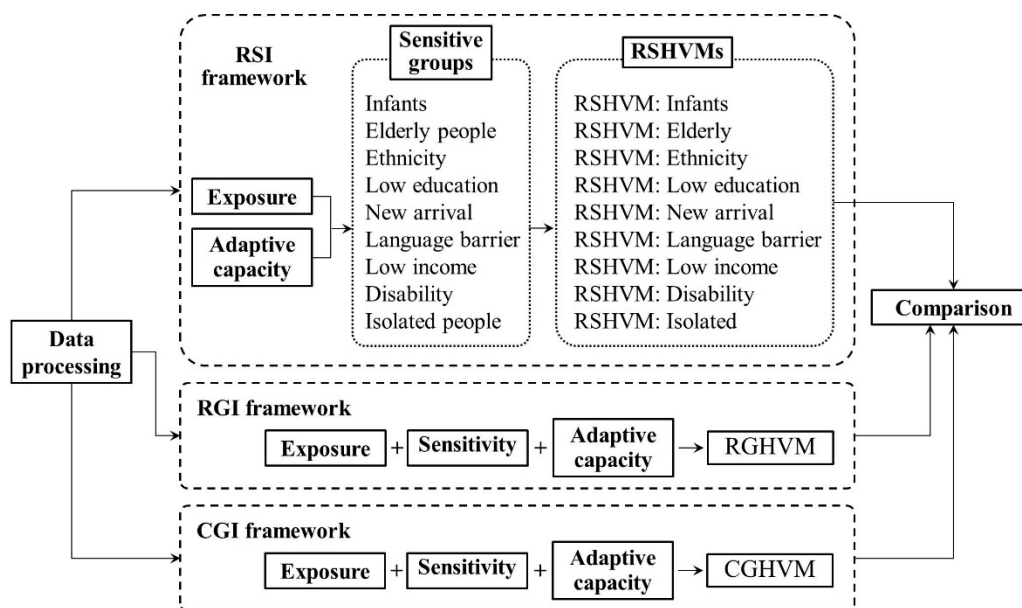 RSI
framework
Sensitive
groups
RSHVMs
Infants
Elderly people
Ethnicity
Low education
New arrival
Language barrier
Low income
Disability
Isolated people
RSHVM: Infants
RSHVM: Elderly
RSHVM: Ethnicity
RSHVM: Low education
RSHVM: New arrival
RSHVM: Language barrier
RSHVM: Low income
RSHVM: Disability
RSHVM: Isolated
Exposure
Adaptive
capacity
Data
processing
Comparison
RGI framework
Exposure + Sensitivity + Adaptive
capacity
RGHVM
CGI framework
Exposure + Sensitivity + Adaptive
capacity
CGHVM